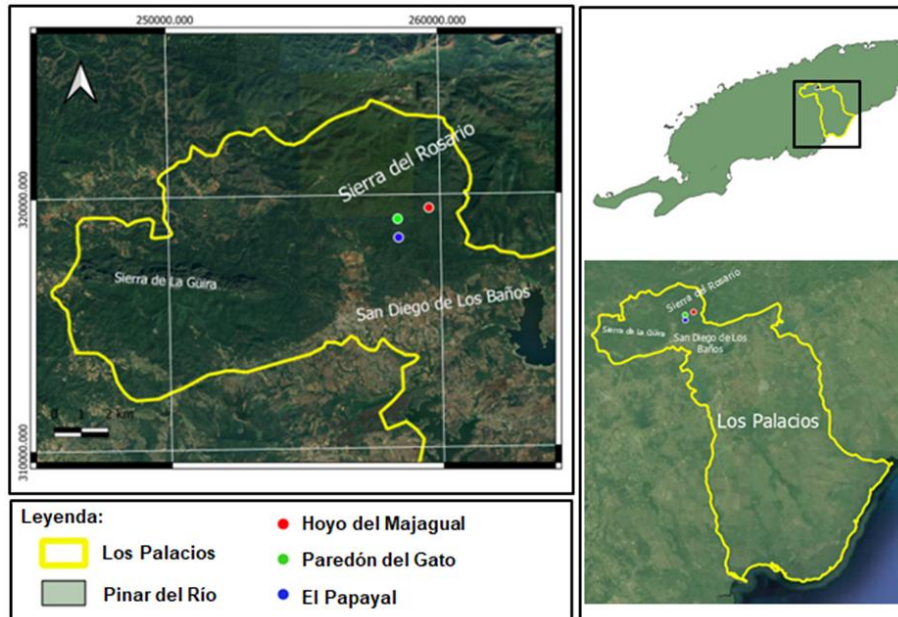 250000.000
260000.000
320000.000
310000.000
Sierra del Rosario
Sierra de La Güira
San Diego de Los Baños
0 1 2 km
Sierra del Rosario
Sierra de la Güira
San Diego de Los
Baños
Los Palacios
Leyenda:
Los Palacios
Pinar del Río
Hoyo del Majagual
Paredón del Gato
El Papayal